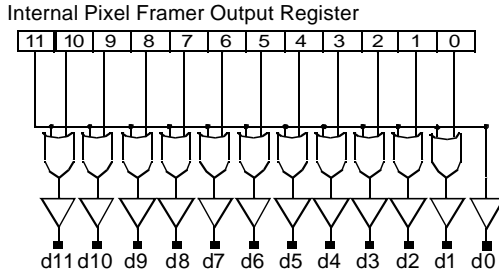 Internal Pixel Framer Output Register
11 10 9 8 7 6 5 4 3 2 1 0
d11 d10 d9 d8 d7 d6 d5 d4 d3 d2 d1 d0